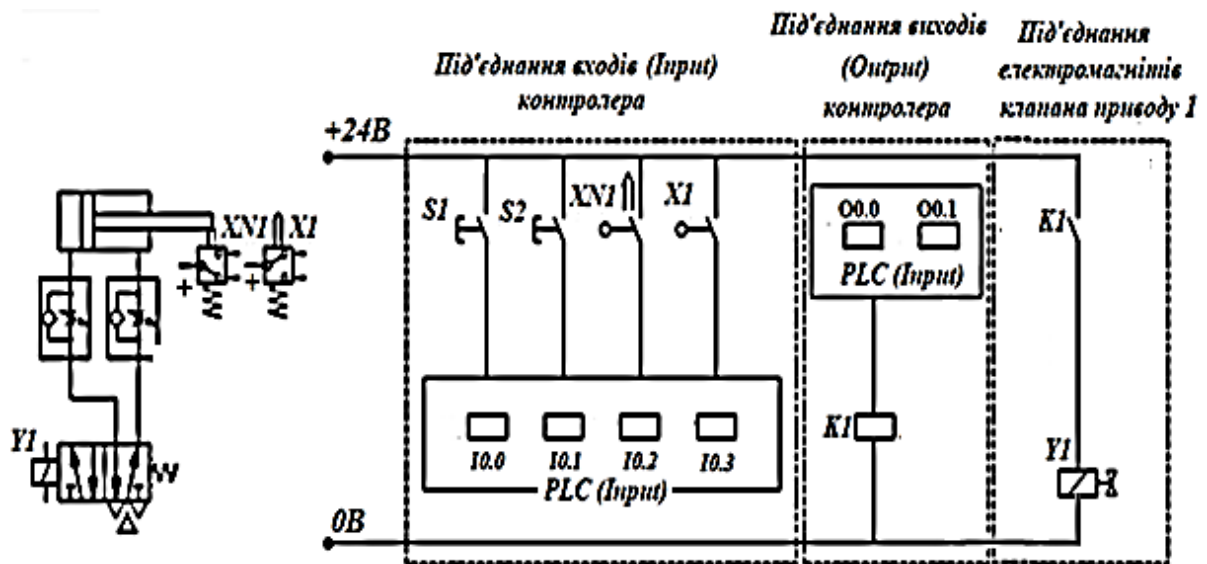 Під'єднання входів (Input)
контролера
Під'єднання виходів
(Output)
контролера
Під'єднання
електромагнітів
клапана приводу 1
+24В
S1
S2
XN1
X1
O0.0
O0.1
PLC (Input)
K1
XN1
X1
+
+
Y1
I0.0
I0.1
I0.2
I0.3
PLC (Input)
K1
Y1
0В